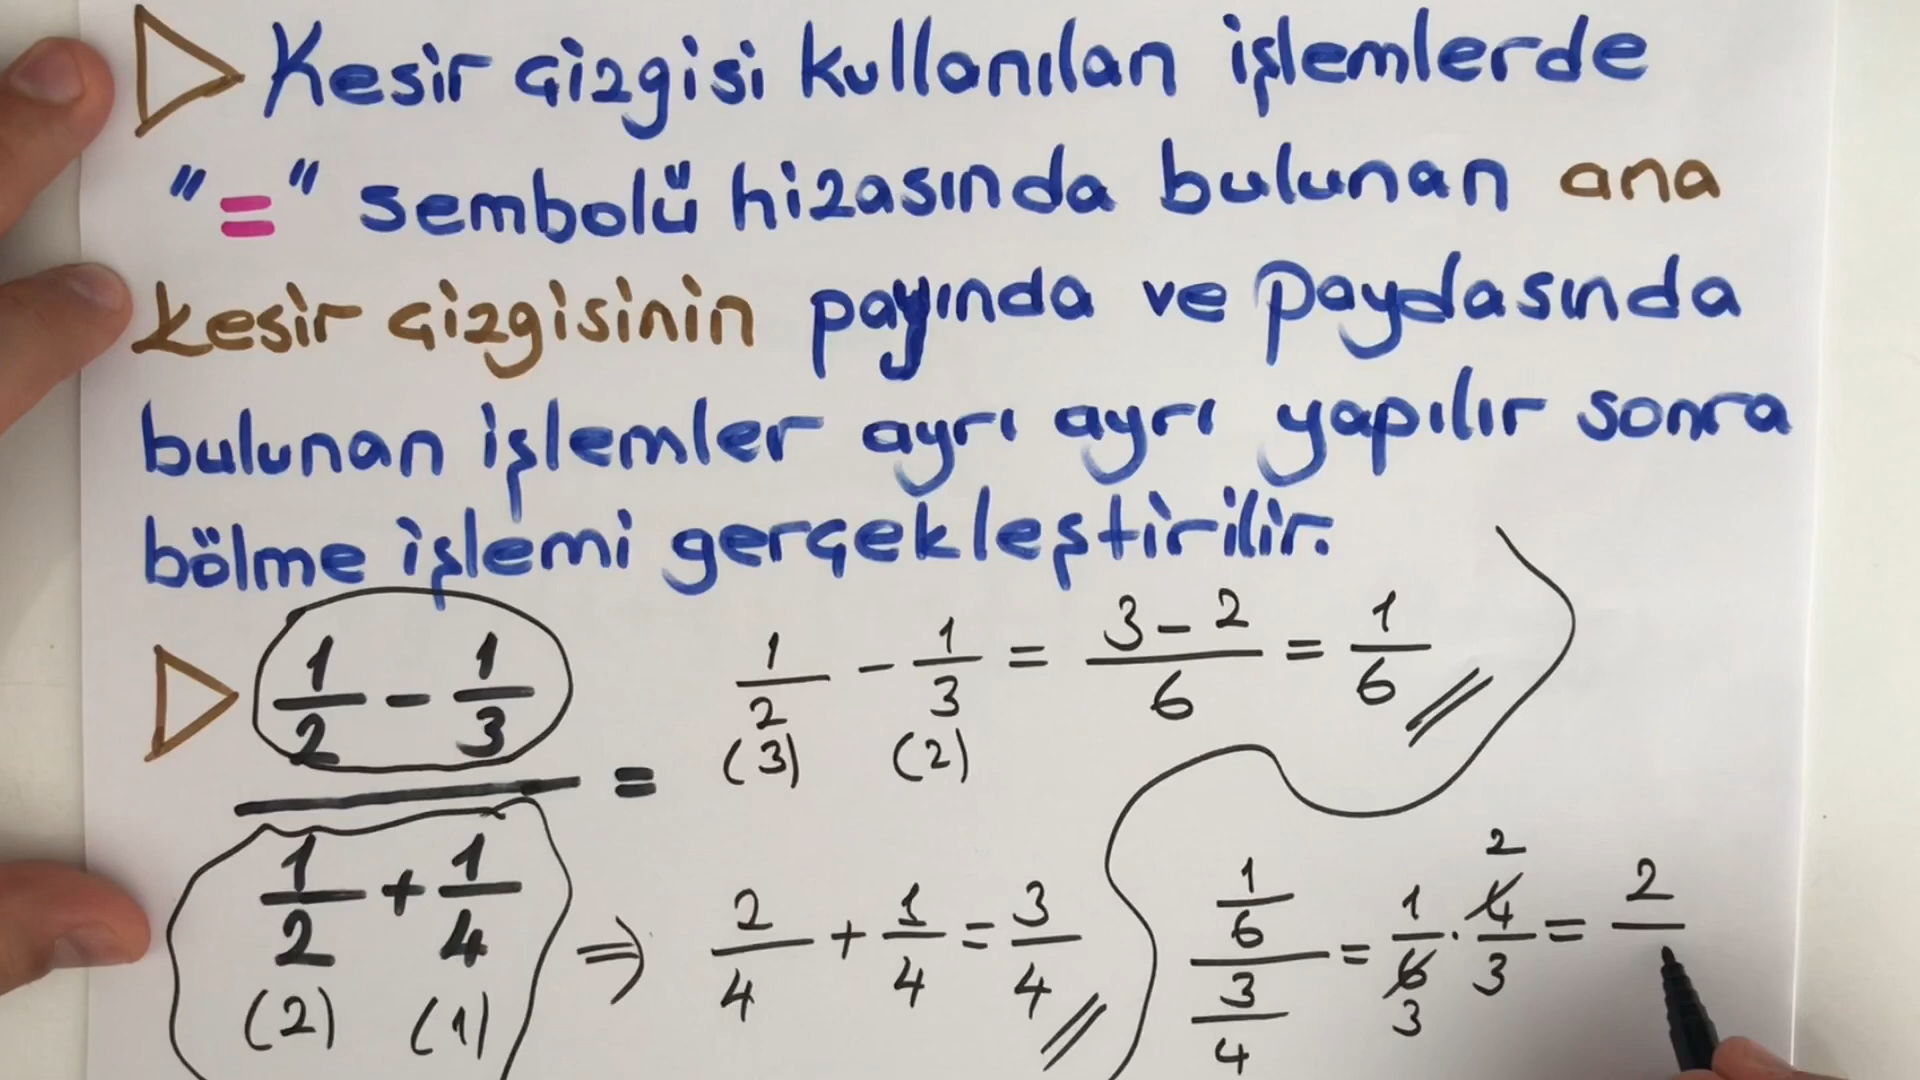 Kesir çizgisi kullanılan işlemlerde
"=" sembolü hizasında bulunan ana
kesir çizgisinin payında ve paydasında
bulunan işlemler ayrı ayrı yapılır sonra
bölme işlemi gerçekleştirilir.
1/2 - 1/3
=
1/2 + 1/4
(2) (1)
1/2 - 1/3 = 3-2/6 = 1/6 //
(3) (2)
⇒ 2/4 + 1/4 = 3/4 //
1/6 / 3/4 = 1/6 3 . 2 4/3 = 2/